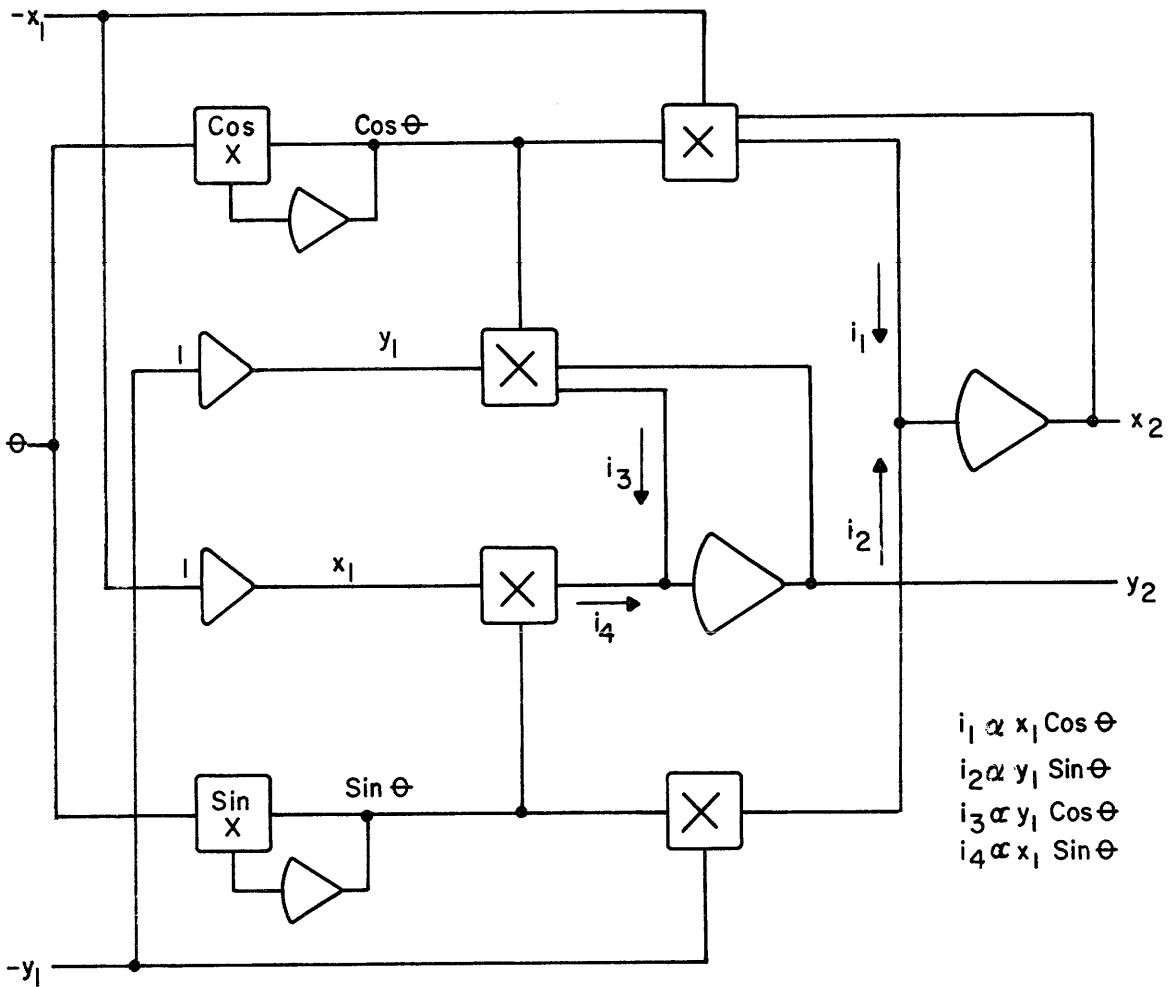 -x₁
Cos X
Cos Θ
×
1
y₁
×
i₁
Θ
x₂
i₃
i₂
1
x₁
×
y₂
i₄
i₁ α x₁ Cos Θ
Sin X
Sin Θ
×
i₂ α y₁ Sin Θ
i₃ α y₁ Cos Θ
i₄ α x₁ Sin Θ
-y₁